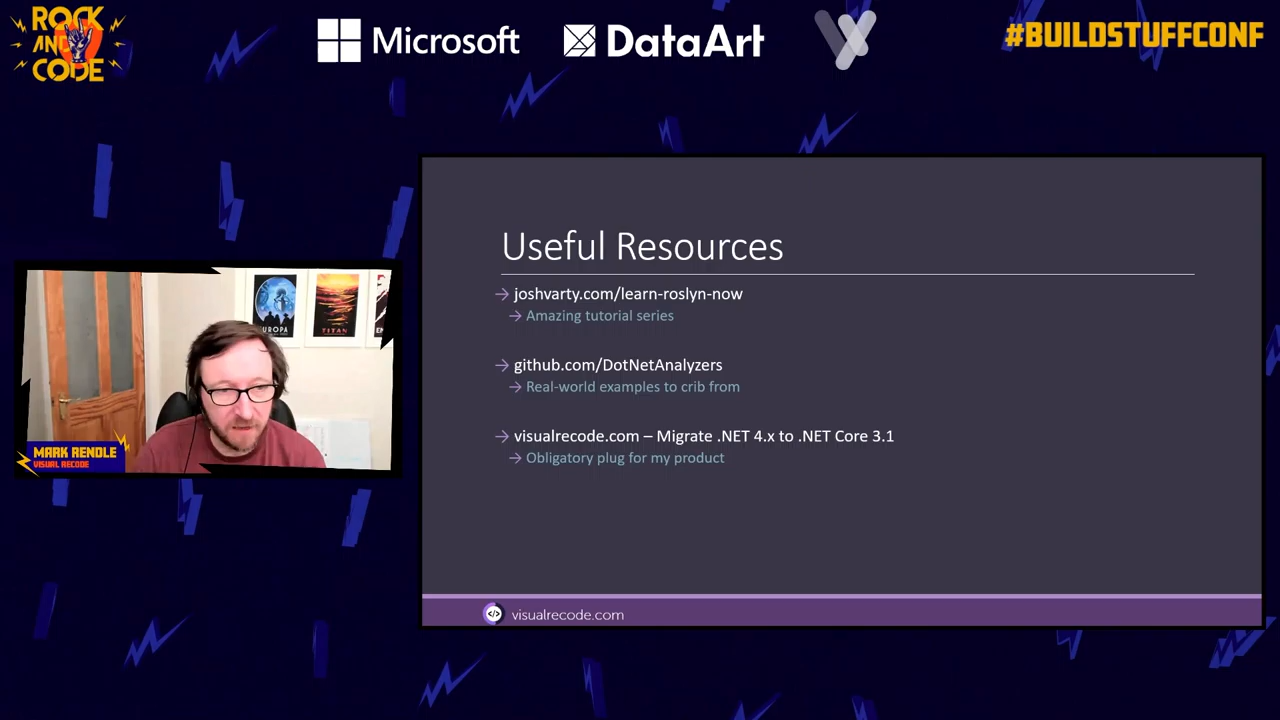 ROCK
AND
CODE
Microsoft
DataArt
#BUILDSTUFFCONF
Useful Resources
joshvarty.com/learn-roslyn-now
Amazing tutorial series
github.com/DotNetAnalyzers
Real-world examples to crib from
visualrecode.com – Migrate .NET 4.x to .NET Core 3.1
Obligatory plug for my product
visualrecode.com
EUROPA
TITAN
EN
MARK RENDLE
VISUAL RECODE